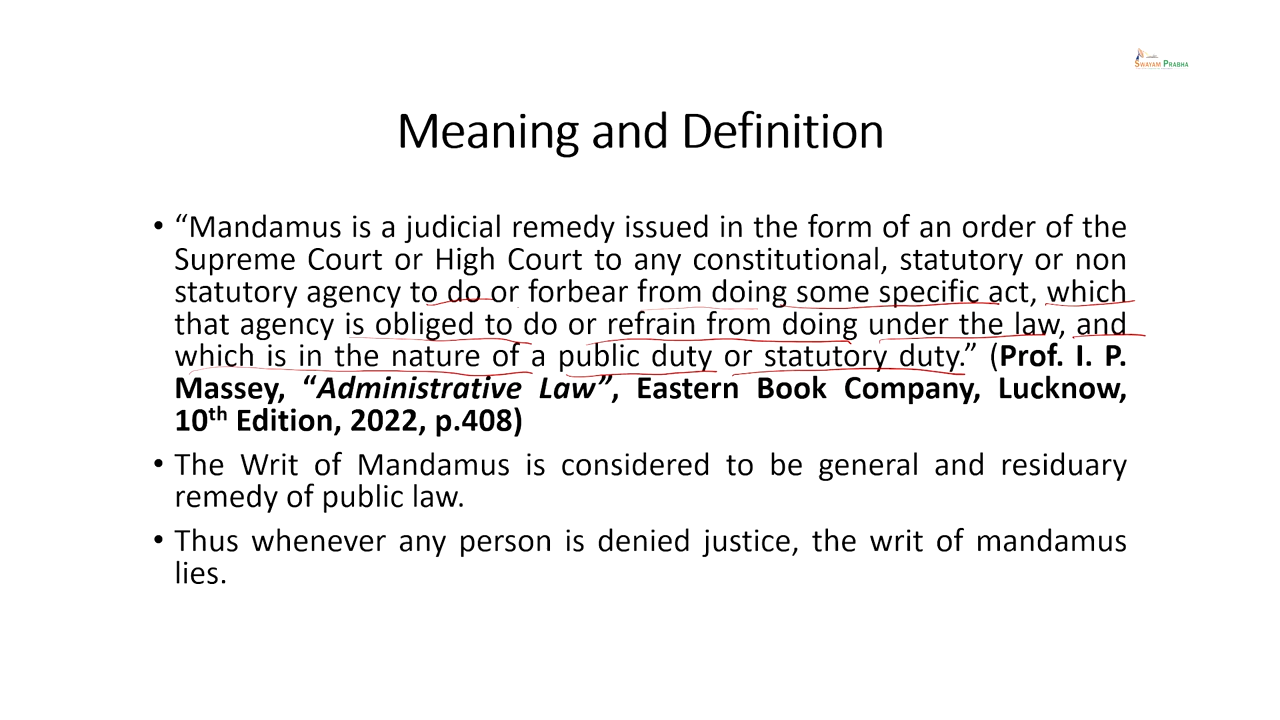 SWAYAM PRABHA
Meaning and Definition
• “Mandamus is a judicial remedy issued in the form of an order of the
Supreme Court or High Court to any constitutional, statutory or non
statutory agency to do or forbear from doing some specific act, which
that agency is obliged to do or refrain from doing under the law, and
which is in the nature of a public duty or statutory duty.” (Prof. I. P.
Massey, “Administrative Law”, Eastern Book Company, Lucknow,
10th Edition, 2022, p.408)
• The Writ of Mandamus is considered to be general and residuary
remedy of public law.
• Thus whenever any person is denied justice, the writ of mandamus
lies.